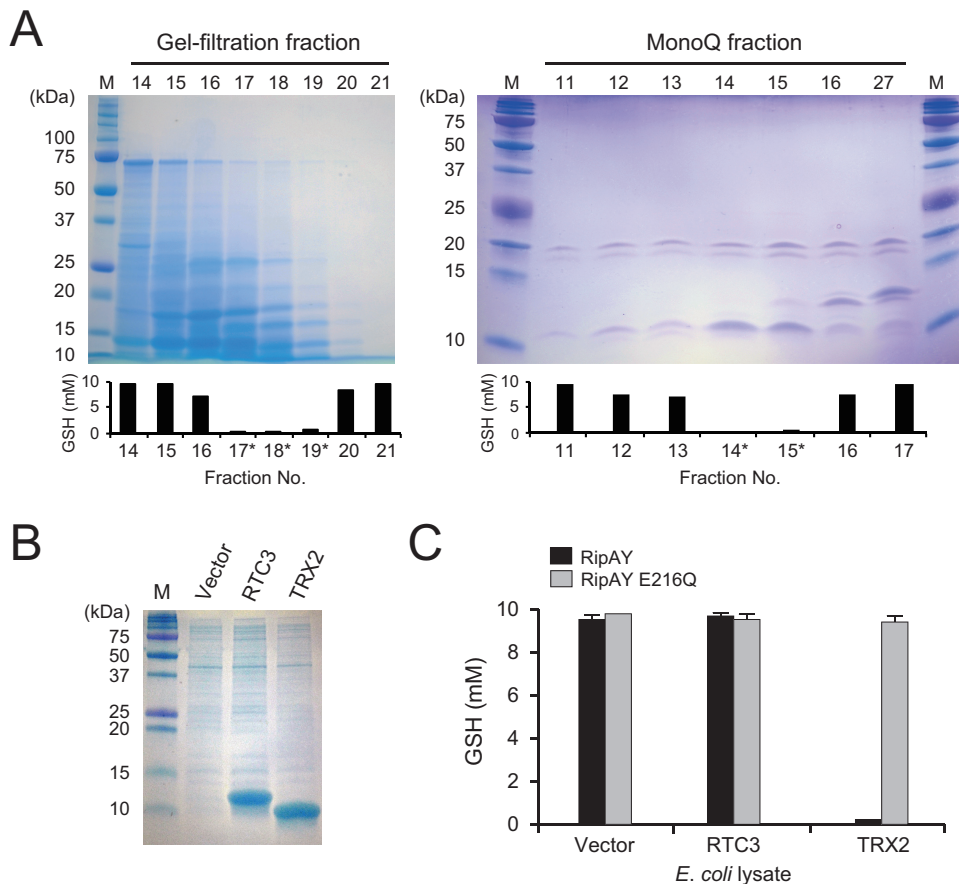 A
Gel-filtration fraction
M 14 15 16 17 18 19 20 21
(kDa)
100
75
50
37
25
20
15
10
GSH (mM)
10
5
0
14 15 16 17* 18* 19* 20 21
Fraction No.
MonoQ fraction
M 11 12 13 14 15 16 27 M
(kDa)
75
50
37
25
20
15
10
GSH (mM)
10
5
0
11 12 13 14* 15* 16 17
Fraction No.
B
M Vector RTC3 TRX2
(kDa)
75
50
37
25
20
15
10
C
RipAY
RipAY E216Q
GSH (mM)
10
8
6
4
2
0
Vector RTC3 TRX2
E. coli lysate